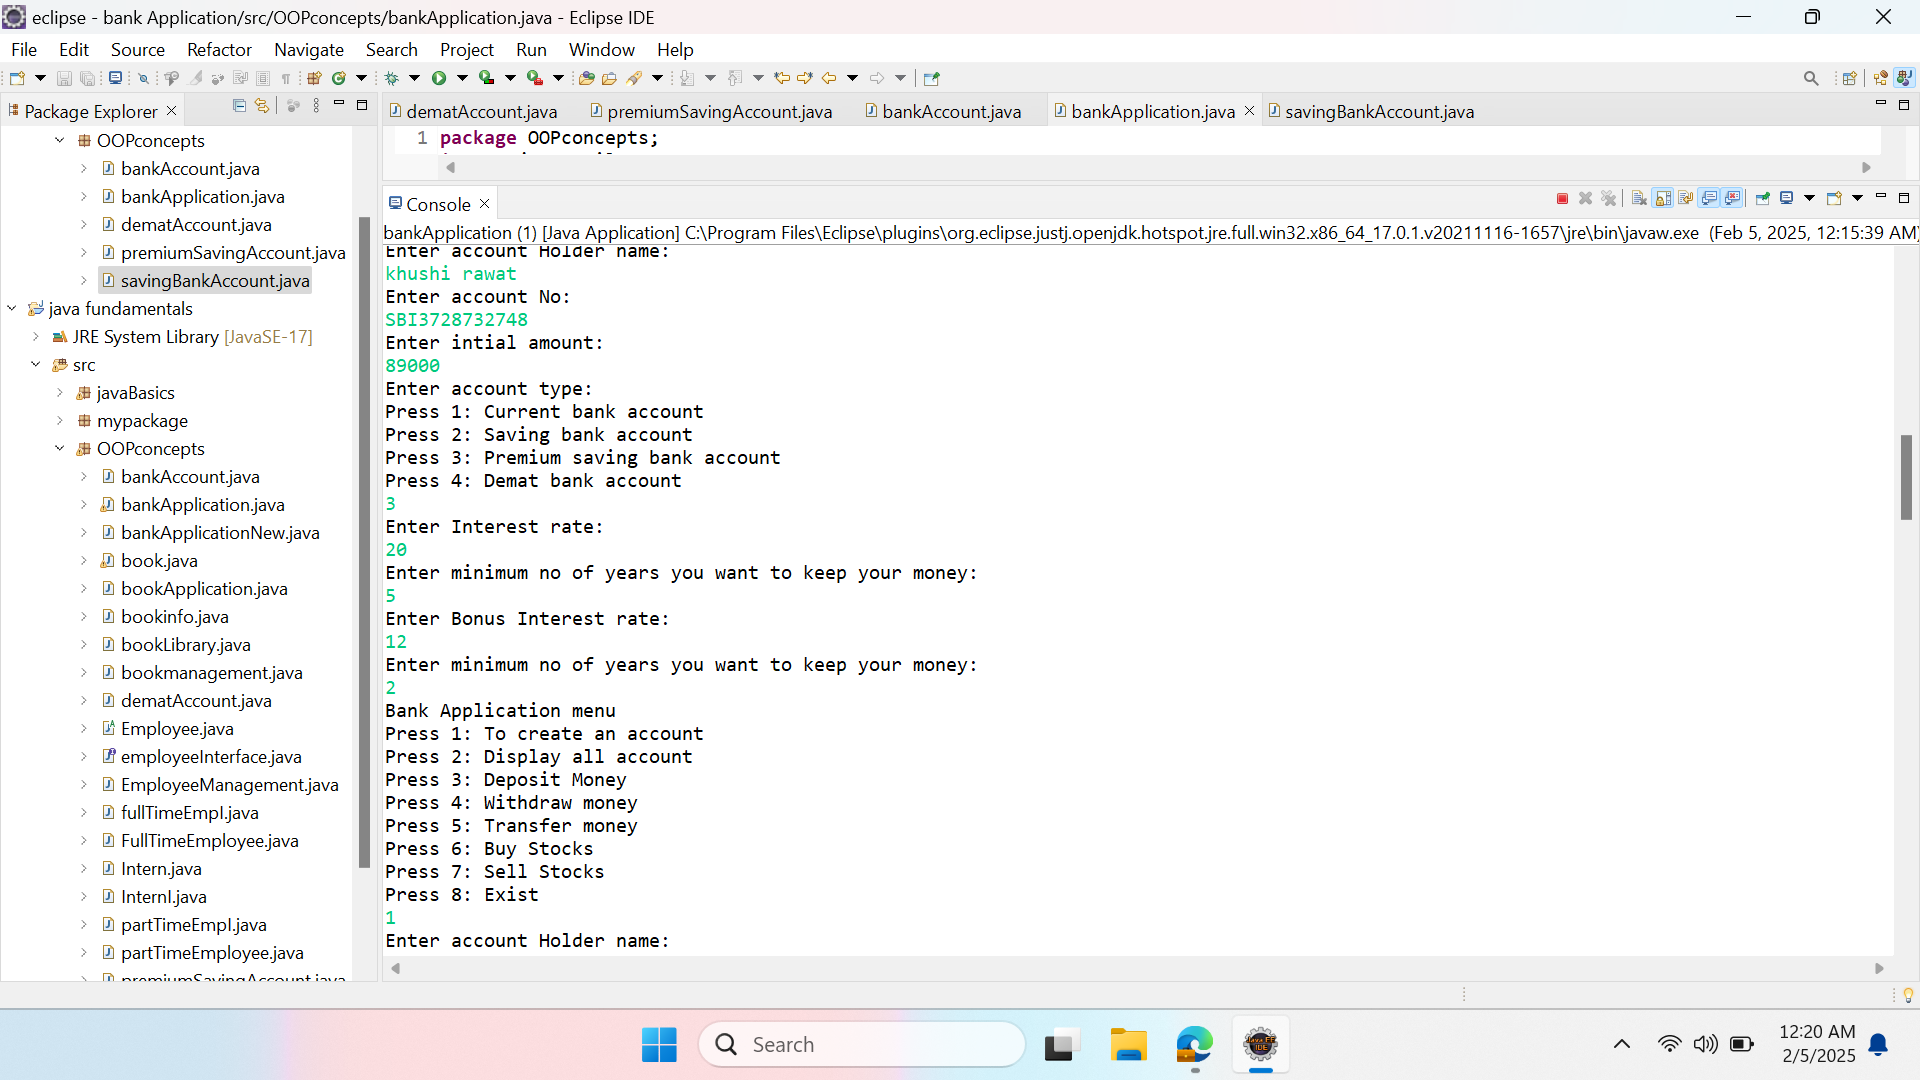 eclipse - bank Application/src/OOPconcepts/bankApplication.java - Eclipse IDE
File Edit Source Refactor Navigate Search Project Run Window Help
Package Explorer
OOPconcepts
bankAccount.java
bankApplication.java
dematAccount.java
premiumSavingAccount.java
savingBankAccount.java
java fundamentals
JRE System Library [JavaSE-17]
src
javaBasics
mypackage
OOPconcepts
bankAccount.java
bankApplication.java
bankApplicationNew.java
book.java
bookApplication.java
bookinfo.java
bookLibrary.java
bookmanagement.java
dematAccount.java
Employee.java
employeeInterface.java
EmployeeManagement.java
fullTimeEmpI.java
FullTimeEmployee.java
Intern.java
InternI.java
partTimeEmpI.java
partTimeEmployee.java
premiumSavingAccount.java
dematAccount.java premiumSavingAccount.java bankAccount.java bankApplication.java savingBankAccount.java
1 package OOPconcepts;
Console
bankApplication (1) [Java Application] C:\Program Files\Eclipse\plugins\org.eclipse.justj.openjdk.hotspot.jre.full.win32.x86_64_17.0.1.v20211116-1657\jre\bin\javaw.exe (Feb 5, 2025, 12:15:39 AM)
Enter account Holder name:
khushi rawat
Enter account No:
SBI3728732748
Enter intial amount:
89000
Enter account type:
Press 1: Current bank account
Press 2: Saving bank account
Press 3: Premium saving bank account
Press 4: Demat bank account
3
Enter Interest rate:
20
Enter minimum no of years you want to keep your money:
5
Enter Bonus Interest rate:
12
Enter minimum no of years you want to keep your money:
2
Bank Application menu
Press 1: To create an account
Press 2: Display all account
Press 3: Deposit Money
Press 4: Withdraw money
Press 5: Transfer money
Press 6: Buy Stocks
Press 7: Sell Stocks
Press 8: Exist
1
Enter account Holder name:
Search
12:20 AM
2/5/2025